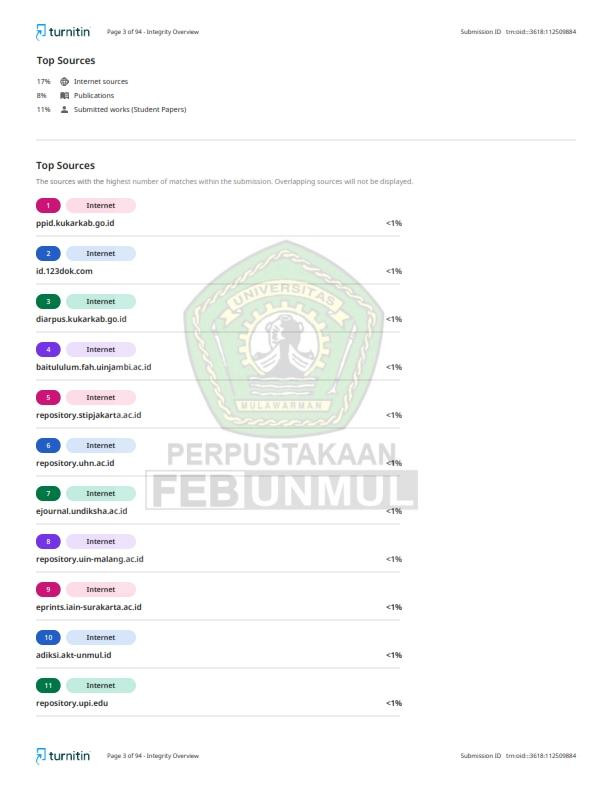 turnitin Page 3 of 94 - Integrity Overview Submission ID trn:oid:::3618:112509884
Top Sources
17% Internet sources
8% Publications
11% Submitted works (Student Papers)
Top Sources
The sources with the highest number of matches within the submission. Overlapping sources will not be displayed.
1 Internet
ppid.kukarkab.go.id <1%
2 Internet
id.123dok.com <1%
UNIVERSITAS
3 Internet
diarpus.kukarkab.go.id <1%
4 Internet
baitululum.fah.uinjambi.ac.id <1%
5 Internet
MULAWARMAN
repository.stipjakarta.ac.id <1%
6 Internet
PERPUSTAKAAN
repository.uhn.ac.id <1%
7 Internet
FEB UNMUL
ejournal.undiksha.ac.id <1%
8 Internet
repository.uin-malang.ac.id <1%
9 Internet
eprints.iain-surakarta.ac.id <1%
10 Internet
adiksi.akt-unmul.id <1%
11 Internet
repository.upi.edu <1%
turnitin Page 3 of 94 - Integrity Overview Submission ID trn:oid:::3618:112509884